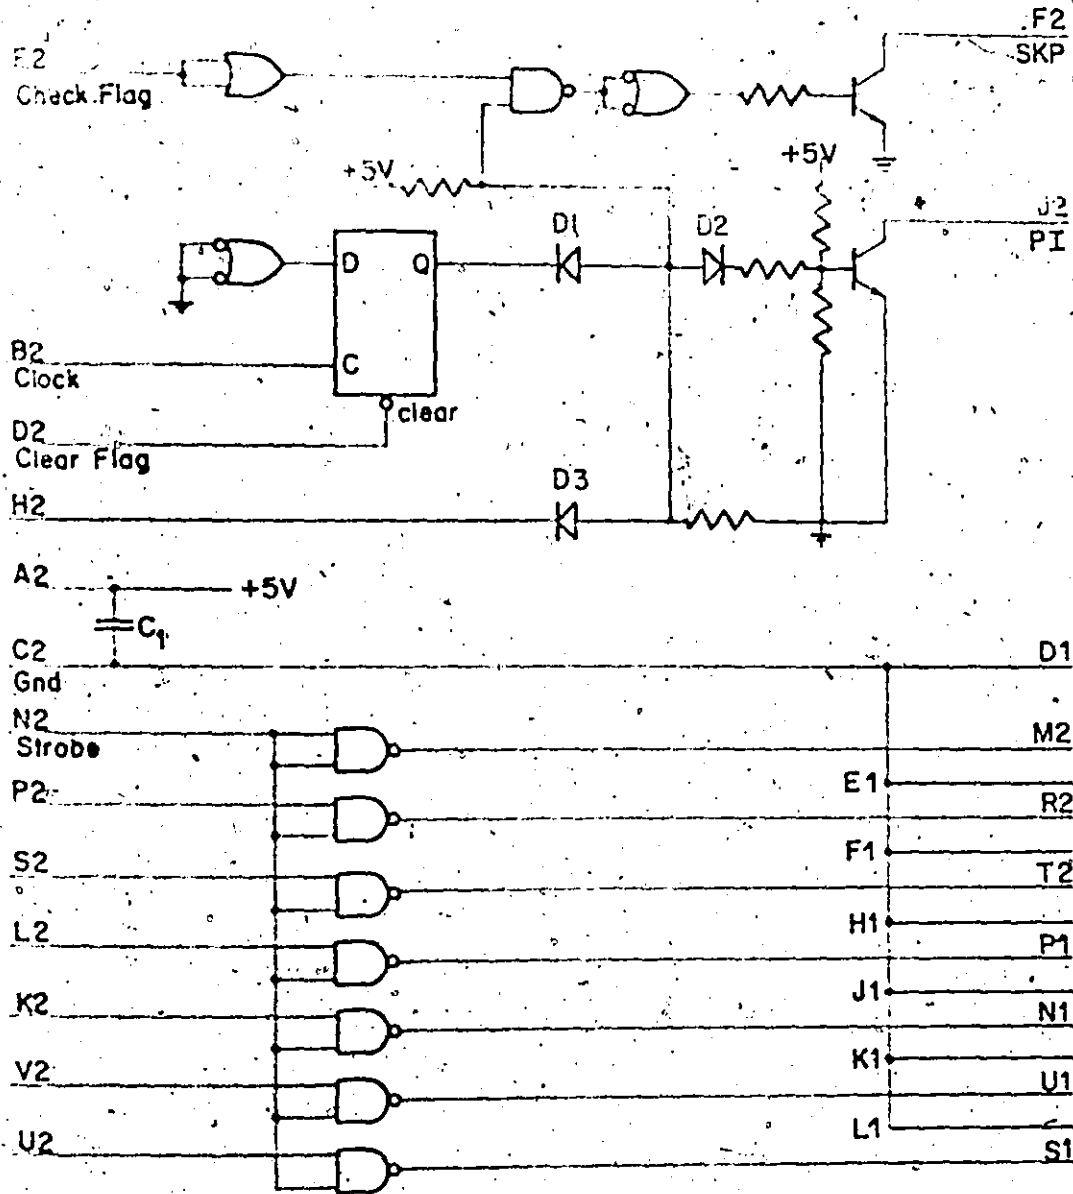 F2
SKP
E2
Check Flag
+5V
+5V
J2
PI
D1
D2
D
Q
B2
Clock
C
clear
D2
Clear Flag
D3
H2
A2
+5V
C1
C2
Gnd
D1
N2
Strobe
M2
P2
E1
R2
S2
F1
T2
L2
H1
P1
K2
J1
N1
V2
K1
U1
U2
L1
S1